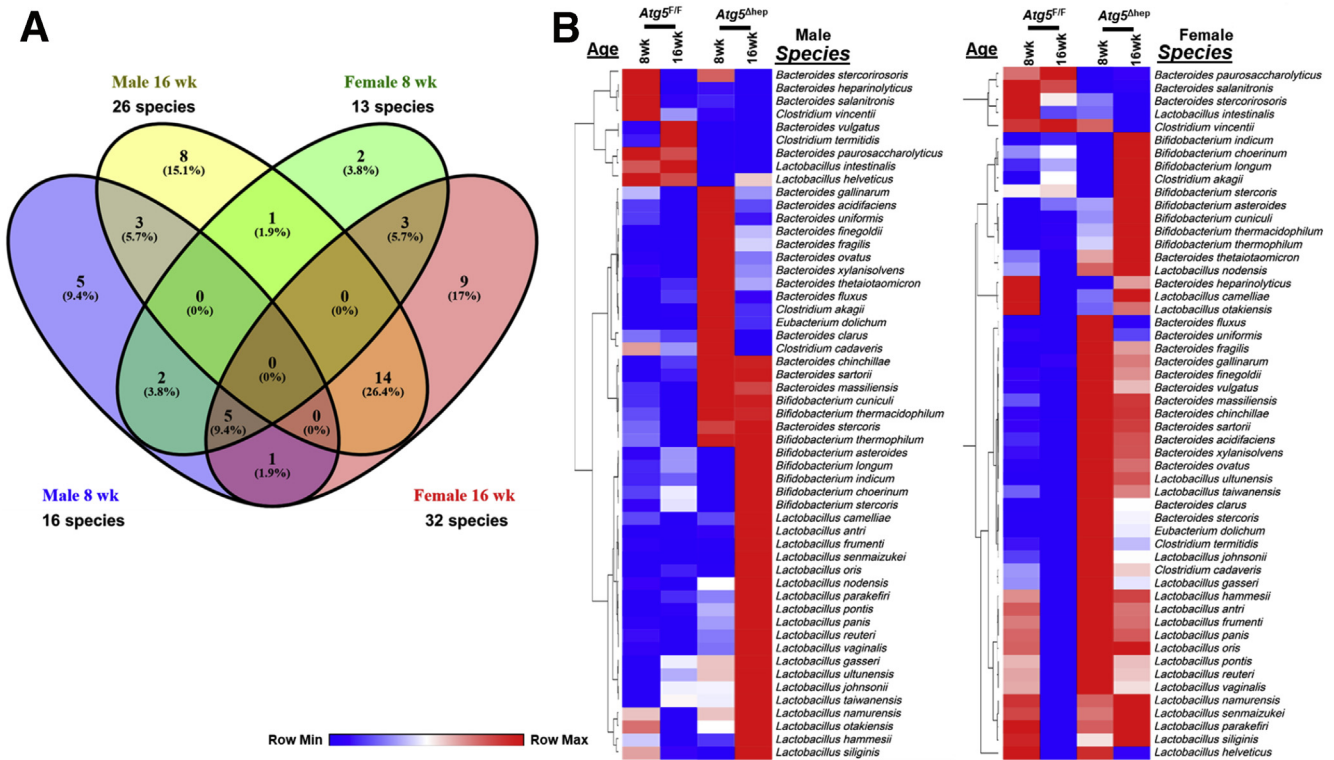 A
Male 16 wk
26 species
Female 8 wk
13 species
8
(15.1%)
2
(3.8%)
3
(5.7%)
1
(1.9%)
3
(5.7%)
5
(9.4%)
9
(17%)
0
(0%)
0
(0%)
0
(0%)
2
(3.8%)
14
(26.4%)
5
(9.4%)
0
(0%)
1
(1.9%)
Male 8 wk
16 species
Female 16 wk
32 species
Row Min
Row Max
B
Atg5F/F
Atg5Δhep
Age
8wk
16wk
8wk
16wk
Male
Species
Bacteroides stercorirosoris
Bacteroides heparinolyticus
Bacteroides salanitronis
Clostridium vincentii
Bacteroides vulgatus
Clostridium termitidis
Bacteroides paurosaccharolyticus
Lactobacillus intestinalis
Lactobacillus helveticus
Bacteroides gallinarum
Bacteroides acidifaciens
Bacteroides uniformis
Bacteroides finegoldii
Bacteroides fragilis
Bacteroides ovatus
Bacteroides xylanisolvens
Bacteroides thetaiotaomicron
Bacteroides fluxus
Clostridium akagii
Eubacterium dolichum
Bacteroides clarus
Clostridium cadaveris
Bacteroides chinchillae
Bacteroides sartorii
Bacteroides massiliensis
Bifidobacterium cuniculi
Bifidobacterium thermacidophilum
Bacteroides stercoris
Bifidobacterium thermophilum
Bifidobacterium asteroides
Bifidobacterium longum
Bifidobacterium indicum
Bifidobacterium choerinum
Bifidobacterium stercoris
Lactobacillus camelliae
Lactobacillus antri
Lactobacillus frumenti
Lactobacillus senmaizukei
Lactobacillus oris
Lactobacillus nodensis
Lactobacillus parakefiri
Lactobacillus pontis
Lactobacillus panis
Lactobacillus reuteri
Lactobacillus vaginalis
Lactobacillus gasseri
Lactobacillus ultunensis
Lactobacillus johnsonii
Lactobacillus taiwanensis
Lactobacillus namurensis
Lactobacillus otakiensis
Lactobacillus hammesii
Lactobacillus siliginis
Atg5F/F
Atg5Δhep
Age
8wk
16wk
8wk
16wk
Female
Species
Bacteroides paurosaccharolyticus
Bacteroides salanitronis
Bacteroides stercorirosoris
Lactobacillus intestinalis
Clostridium vincentii
Bifidobacterium indicum
Bifidobacterium choerinum
Bifidobacterium longum
Clostridium akagii
Bifidobacterium stercoris
Bifidobacterium asteroides
Bifidobacterium cuniculi
Bifidobacterium thermacidophilum
Bifidobacterium thermophilum
Bacteroides thetaiotaomicron
Lactobacillus nodensis
Bacteroides heparinolyticus
Lactobacillus camelliae
Lactobacillus otakiensis
Bacteroides fluxus
Bacteroides uniformis
Bacteroides fragilis
Bacteroides gallinarum
Bacteroides finegoldii
Bacteroides vulgatus
Bacteroides massiliensis
Bacteroides chinchillae
Bacteroides sartorii
Bacteroides acidifaciens
Bacteroides xylanisolvens
Bacteroides ovatus
Lactobacillus ultunensis
Lactobacillus taiwanensis
Bacteroides clarus
Bacteroides stercoris
Eubacterium dolichum
Clostridium termitidis
Lactobacillus johnsonii
Clostridium cadaveris
Lactobacillus gasseri
Lactobacillus hammesii
Lactobacillus antri
Lactobacillus frumenti
Lactobacillus panis
Lactobacillus oris
Lactobacillus pontis
Lactobacillus reuteri
Lactobacillus vaginalis
Lactobacillus namurensis
Lactobacillus senmaizukei
Lactobacillus parakefiri
Lactobacillus siliginis
Lactobacillus helveticus